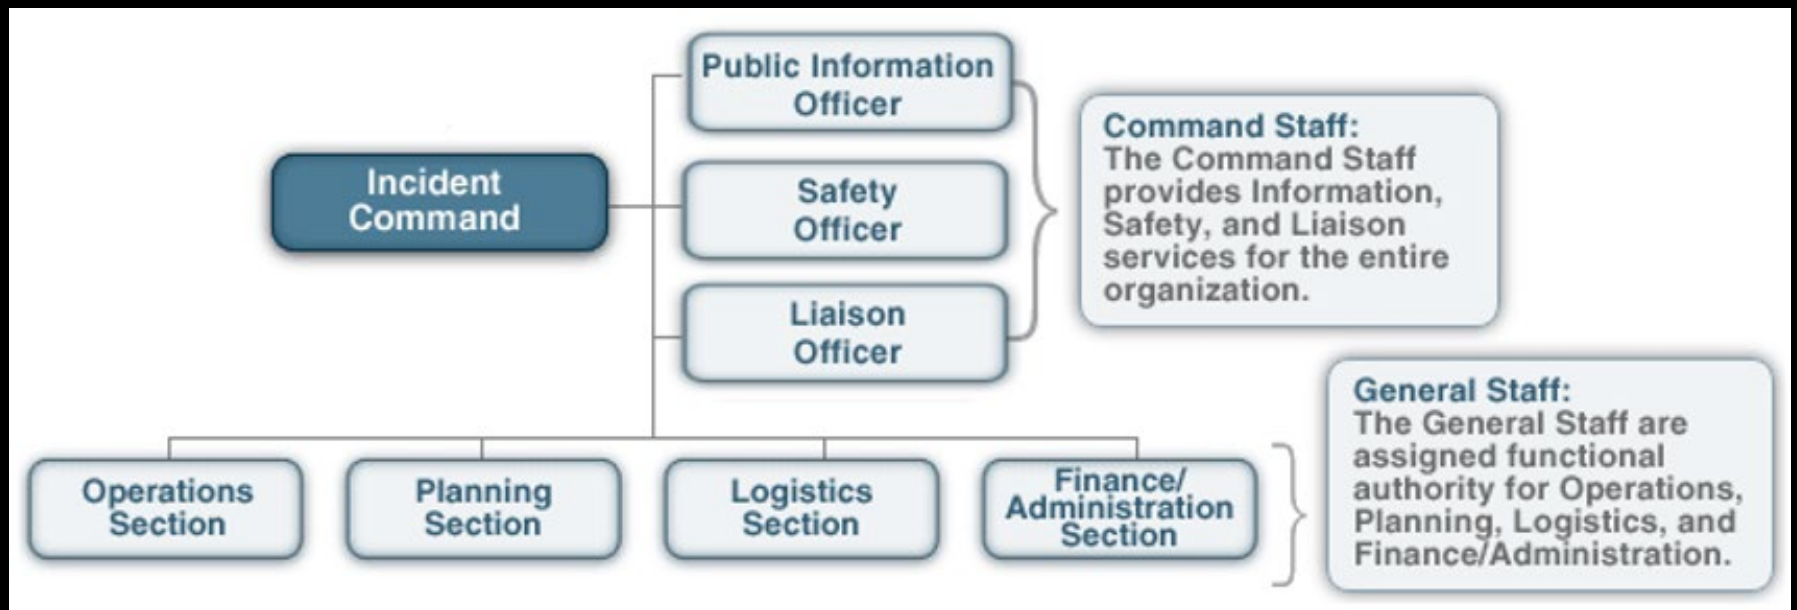 Public Information
Officer
Incident
Command
Safety
Officer
Liaison
Officer
Command Staff:
The Command Staff
provides Information,
Safety, and Liaison
services for the entire
organization.
Operations
Section
Planning
Section
Logistics
Section
Finance/
Administration
Section
General Staff:
The General Staff are
assigned functional
authority for Operations,
Planning, Logistics, and
Finance/Administration.